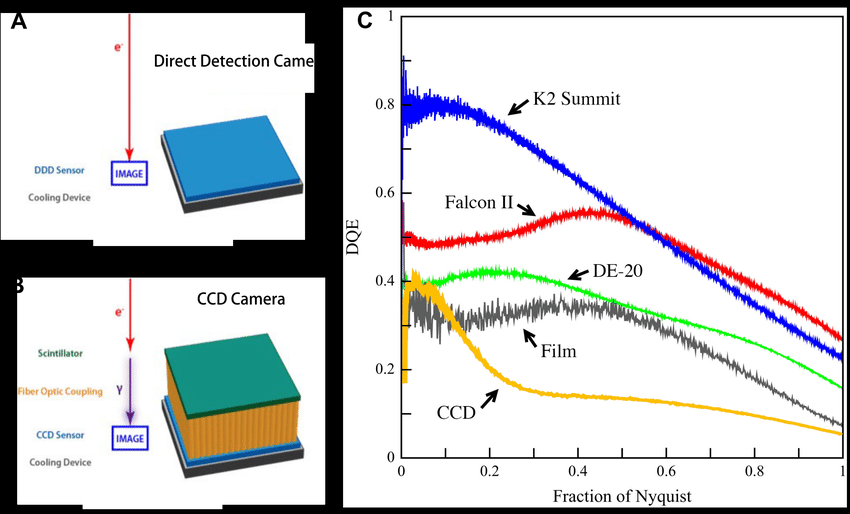 A
e-
Direct Detection Came
DDD Sensor
IMAGE
Cooling Device
B
CCD Camera
e-
Scintillator
γ
Fiber Optic Coupling
CCD Sensor
IMAGE
Cooling Device
C
1
0.8
0.6
0.4
0.2
0
DQE
K2 Summit
Falcon II
DE-20
Film
CCD
0
0.2
0.4
0.6
0.8
1
Fraction of Nyquist